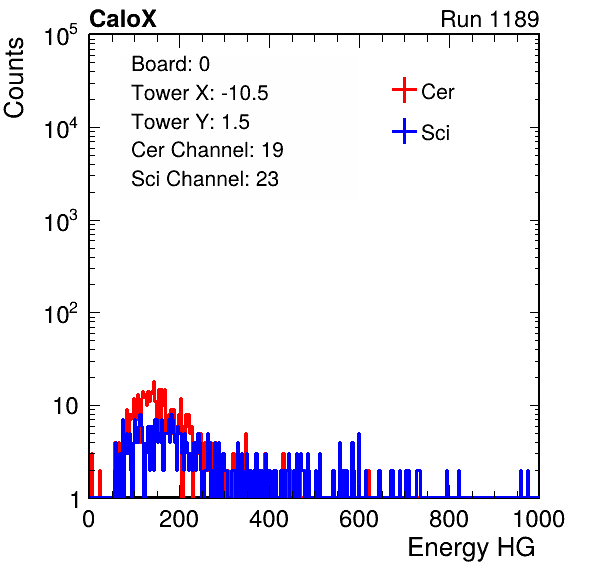 CaloX Run 1189
Counts
10^5
10^4
10^3
10^2
10
1
Board: 0
Tower X: -10.5
Tower Y: 1.5
Cer Channel: 19
Sci Channel: 23
Cer
Sci
0 200 400 600 800 1000
Energy HG